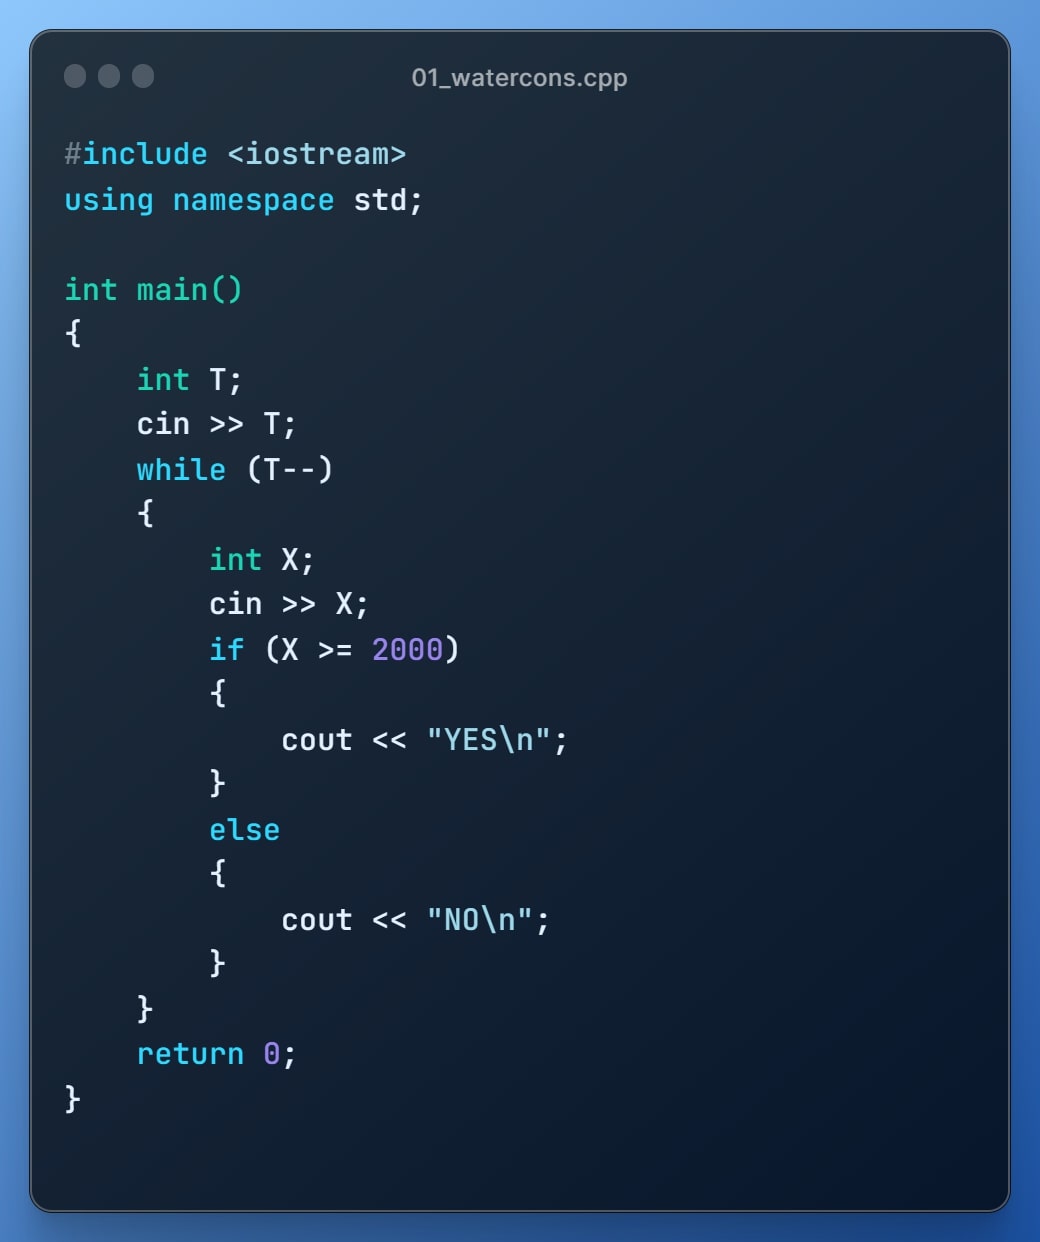 01_watercons.cpp
#include <iostream>
using namespace std;

int main()
{
    int T;
    cin >> T;
    while (T--)
    {
        int X;
        cin >> X;
        if (X >= 2000)
        {
            cout << "YES\n";
        }
        else
        {
            cout << "NO\n";
        }
    }
    return 0;
}